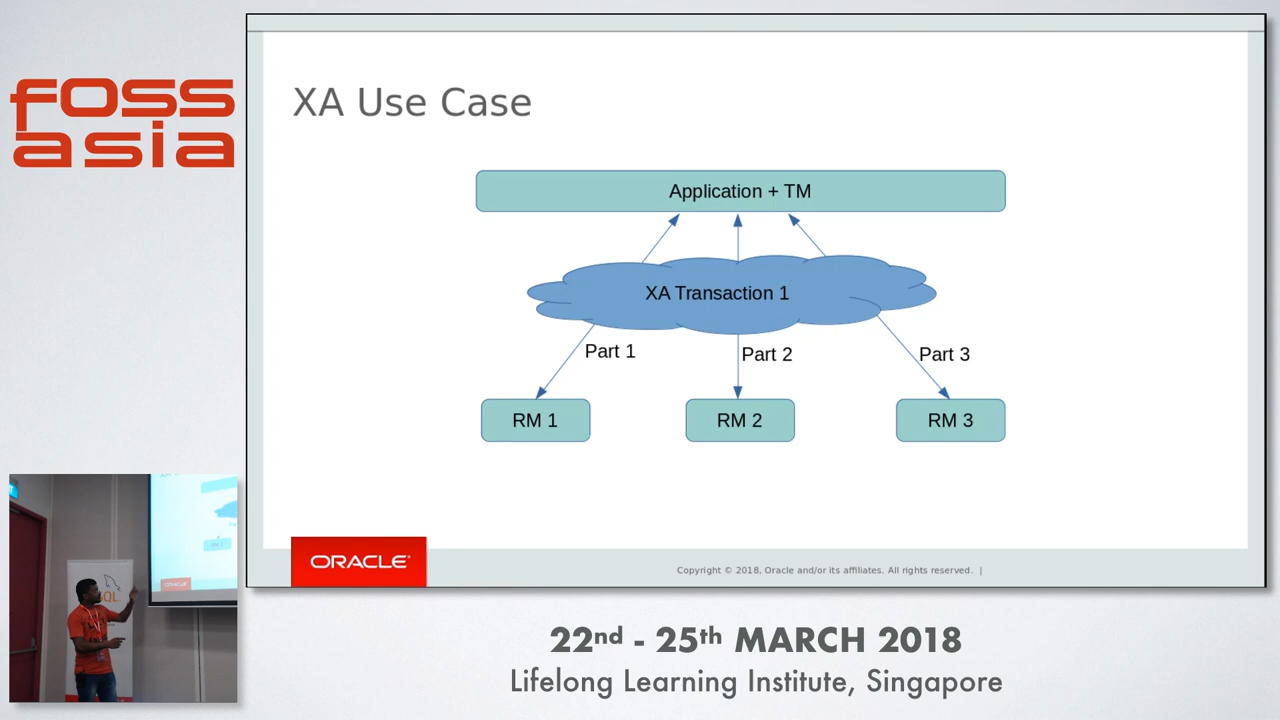 foss
asia
XA Use Case
Application + TM
XA Transaction 1
Part 1
Part 2
Part 3
RM 1
RM 2
RM 3
ORACLE®
Copyright © 2018, Oracle and/or its affiliates. All rights reserved. |
22nd - 25th MARCH 2018
Lifelong Learning Institute, Singapore